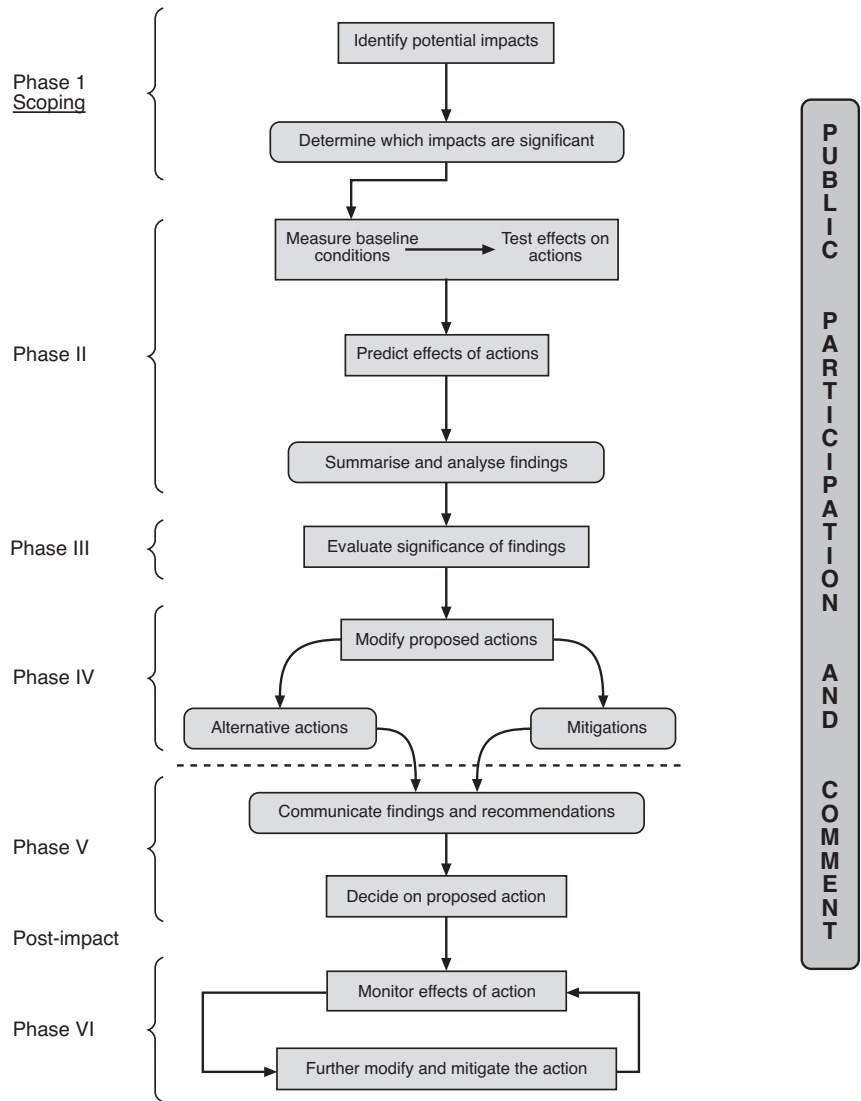 Phase 1
Scoping
Identify potential impacts
Determine which impacts are significant
Phase II
Measure baseline
conditions
Test effects on
actions
Predict effects of actions
Summarise and analyse findings
Phase III
Evaluate significance of findings
Phase IV
Modify proposed actions
Alternative actions
Mitigations
Phase V
Communicate findings and recommendations
Decide on proposed action
Post-impact
Phase VI
Monitor effects of action
Further modify and mitigate the action
PUBLIC PARTICIPATION AND COMMENT